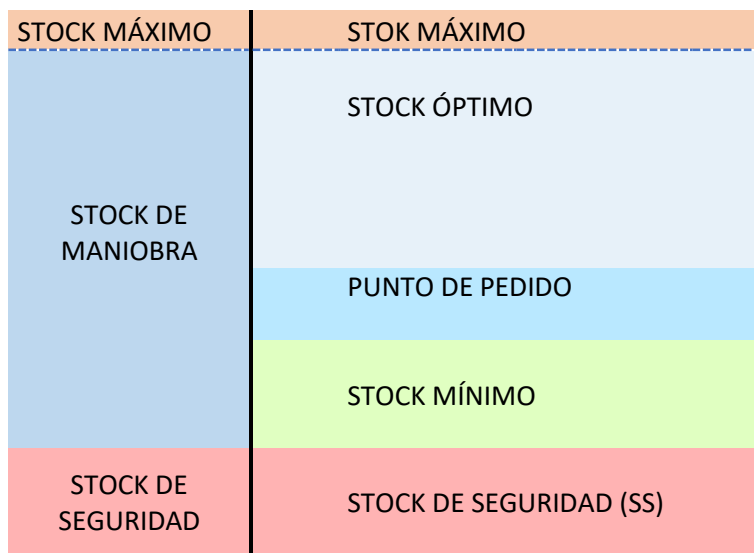 STOCK MÁXIMO
STOK MÁXIMO
STOCK ÓPTIMO
STOCK DE
MANIOBRA
PUNTO DE PEDIDO
STOCK MÍNIMO
STOCK DE
SEGURIDAD
STOCK DE SEGURIDAD (SS)